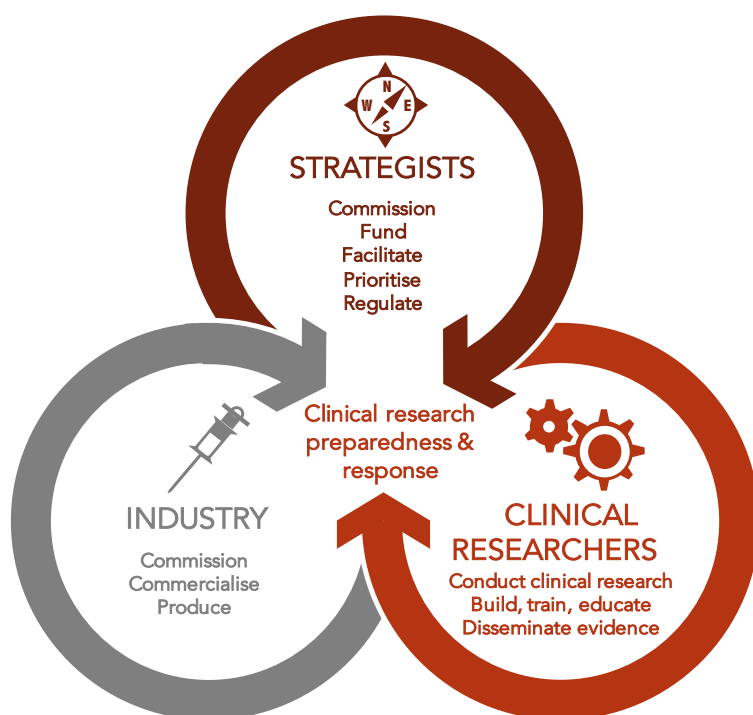 N
W E
S
STRATEGISTS
Commission
Fund
Facilitate
Prioritise
Regulate
Clinical research
preparedness &
response
INDUSTRY
Commission
Commercialise
Produce
CLINICAL
RESEARCHERS
Conduct clinical research
Build, train, educate
Disseminate evidence